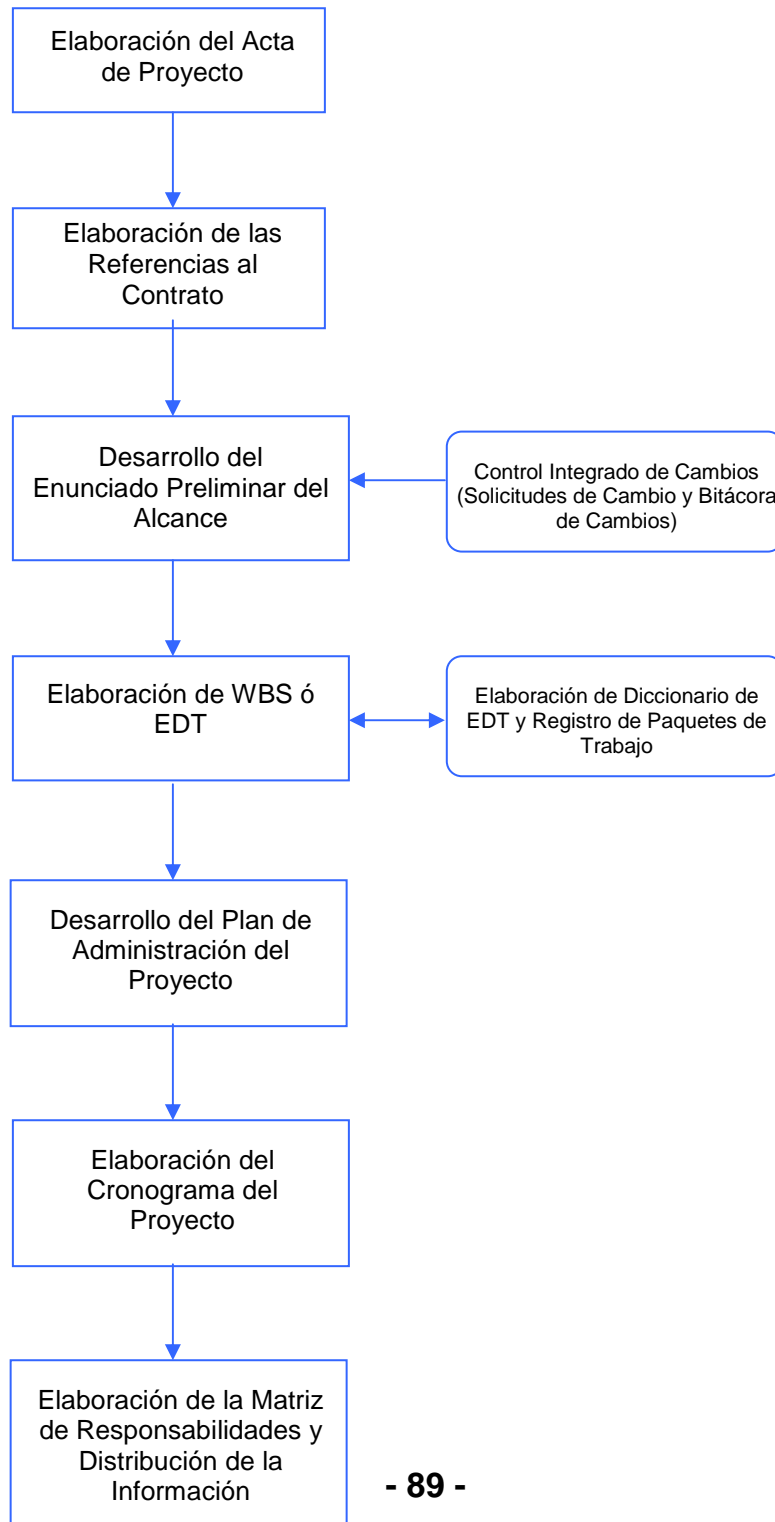 Elaboración del Acta
de Proyecto
Elaboración de las
Referencias al
Contrato
Desarrollo del
Enunciado Preliminar del
Alcance
Control Integrado de Cambios
(Solicitudes de Cambio y Bitácora
de Cambios)
Elaboración de WBS ó
EDT
Elaboración de Diccionario de
EDT y Registro de Paquetes de
Trabajo
Desarrollo del Plan de
Administración del
Proyecto
Elaboración del
Cronograma del
Proyecto
Elaboración de la Matriz
de Responsabilidades y
Distribución de la
Información
- 89 -